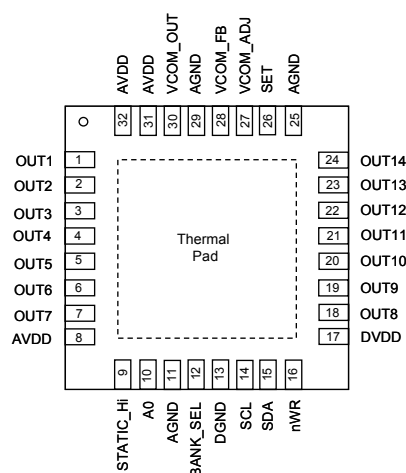 AVDD
AVDD
VCOM_OUT
AGND
VCOM_FB
VCOM_ADJ
SET
AGND
32
31
30
29
28
27
26
25
OUT1 1
OUT2 2
OUT3 3
OUT4 4
OUT5 5
OUT6 6
OUT7 7
AVDD 8
Thermal
Pad
24 OUT14
23 OUT13
22 OUT12
21 OUT11
20 OUT10
19 OUT9
18 OUT8
17 DVDD
9
10
11
12
13
14
15
16
STATIC_Hi
A0
AGND
BANK_SEL
DGND
SCL
SDA
nWR